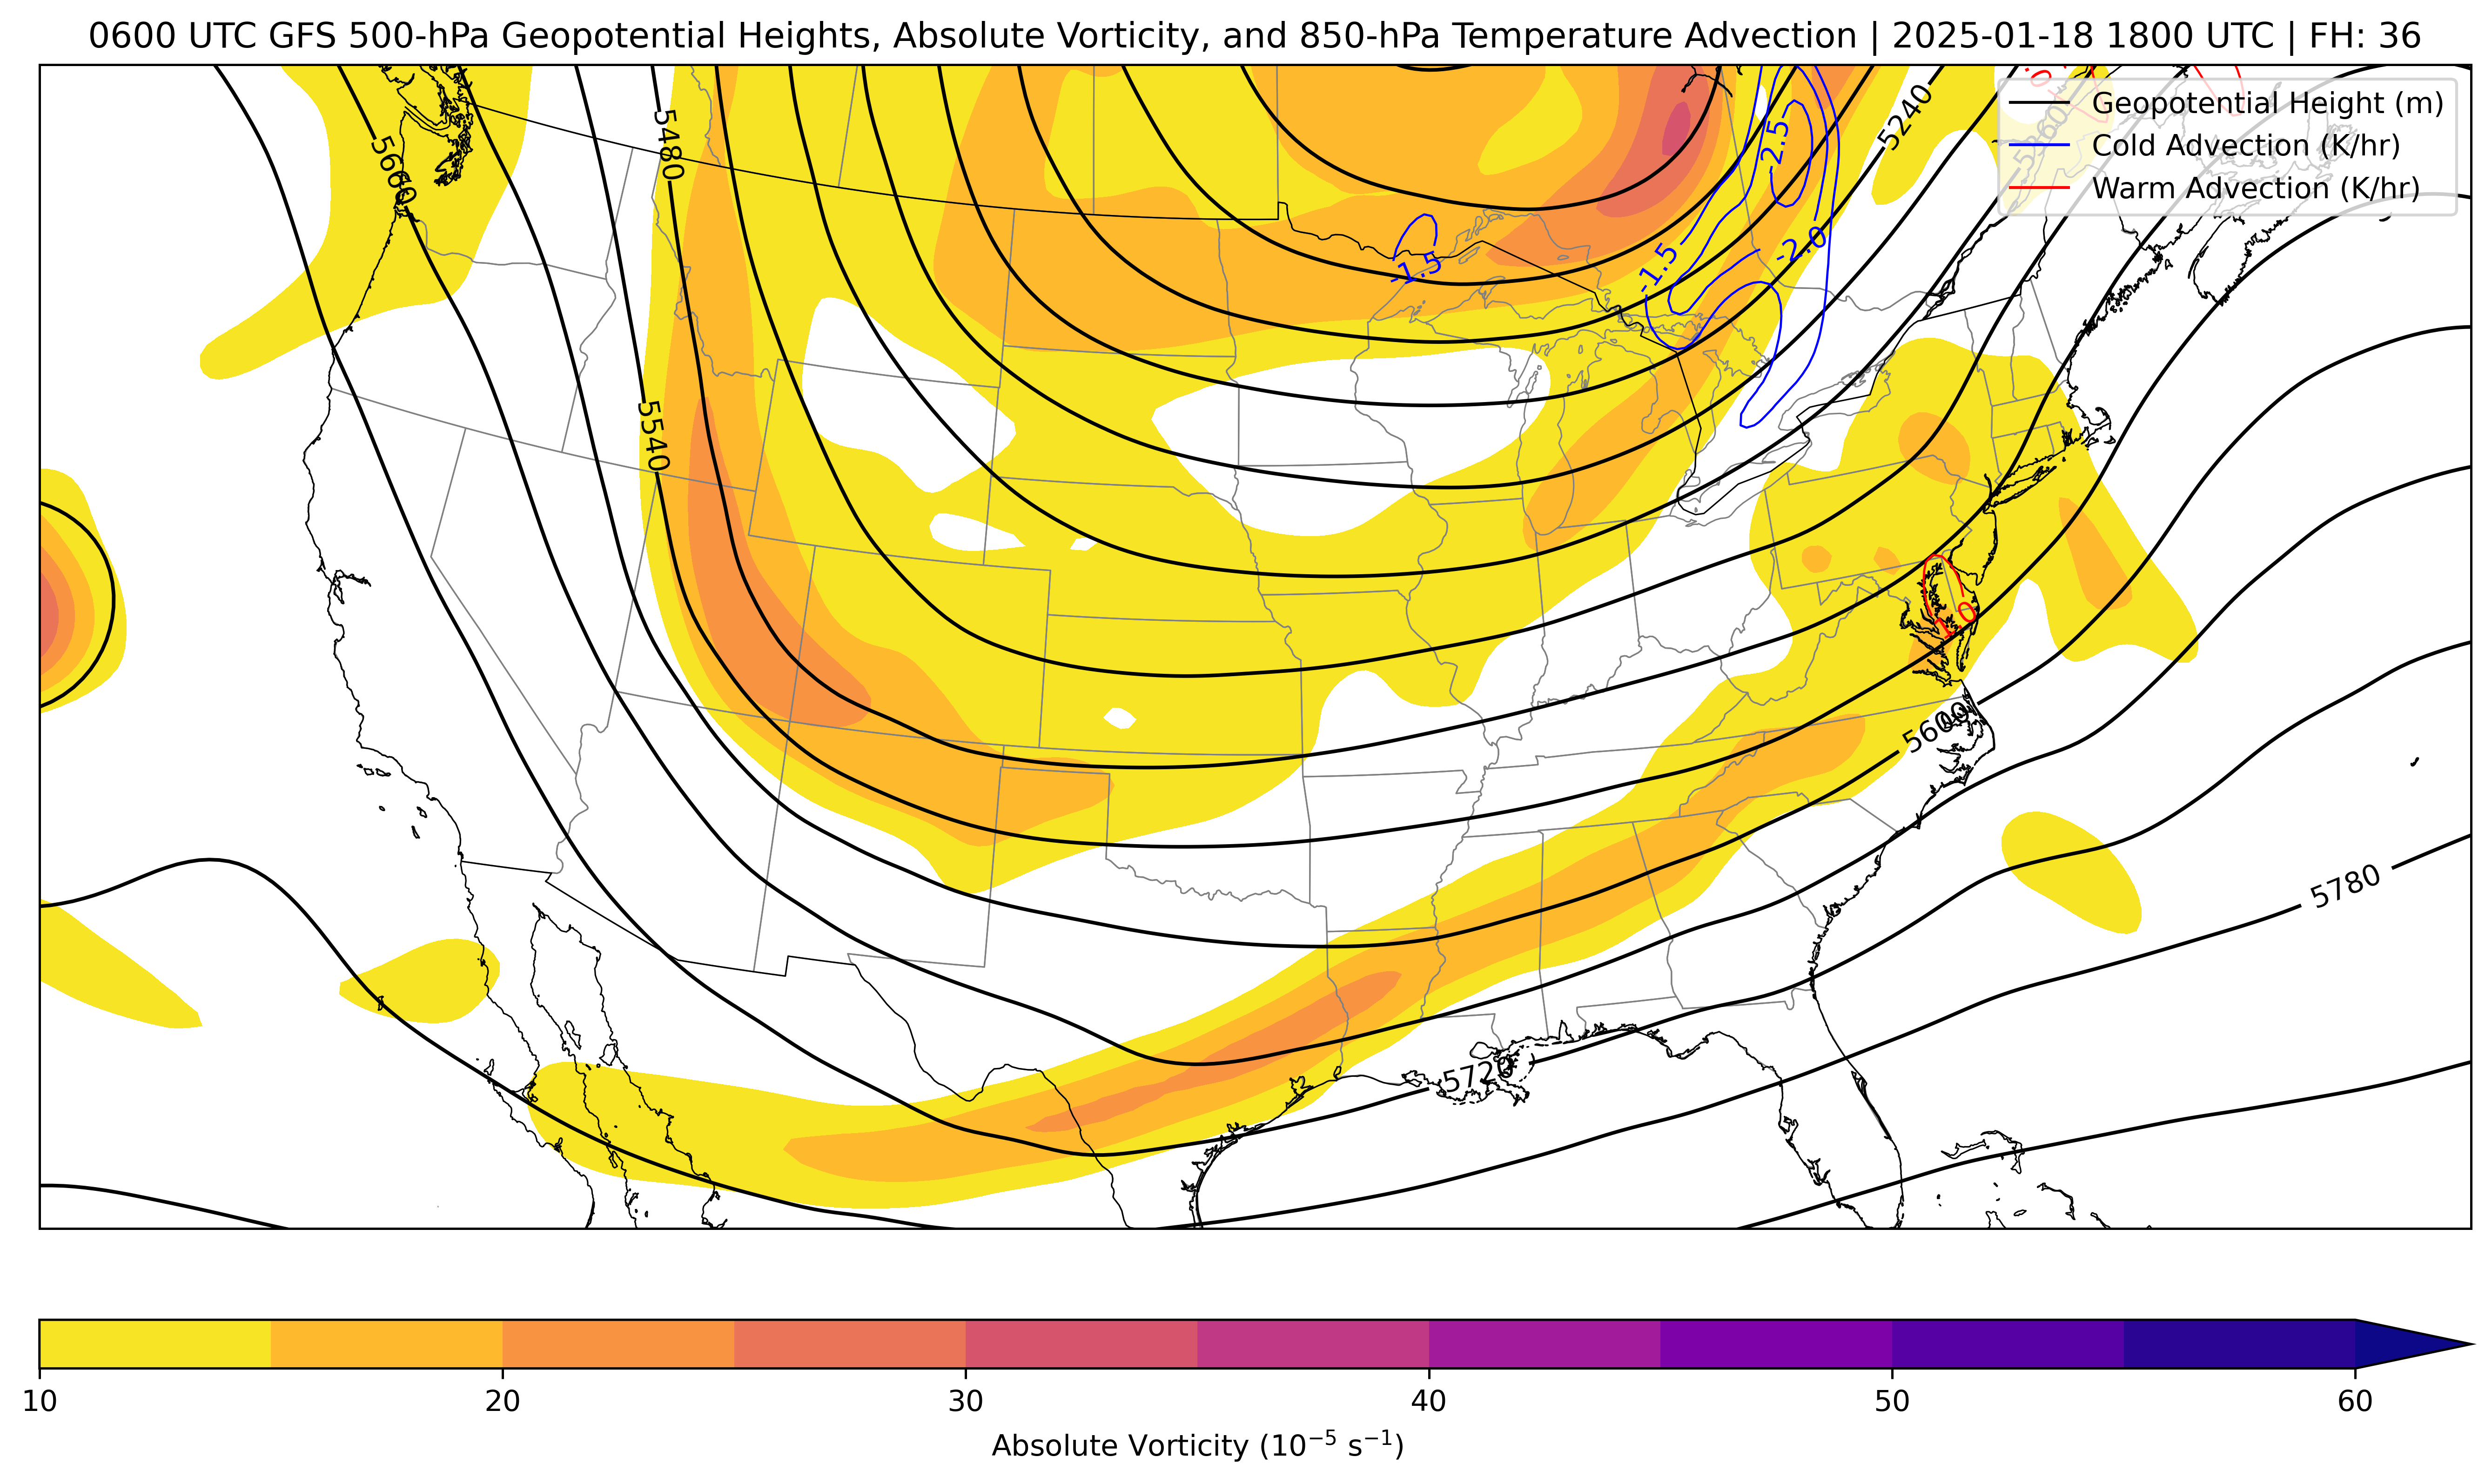 0600 UTC GFS 500-hPa Geopotential Heights, Absolute Vorticity, and 850-hPa Temperature Advection | 2025-01-18 1800 UTC | FH: 36
Geopotential Height (m)
Cold Advection (K/hr)
Warm Advection (K/hr)
5660
5480
5240
5360
-2.5
-2.0
-1.5
-1.5
5540
1.0
5600
5780
5720
10 20 30 40 50 60
Absolute Vorticity (10⁻⁵ s⁻¹)